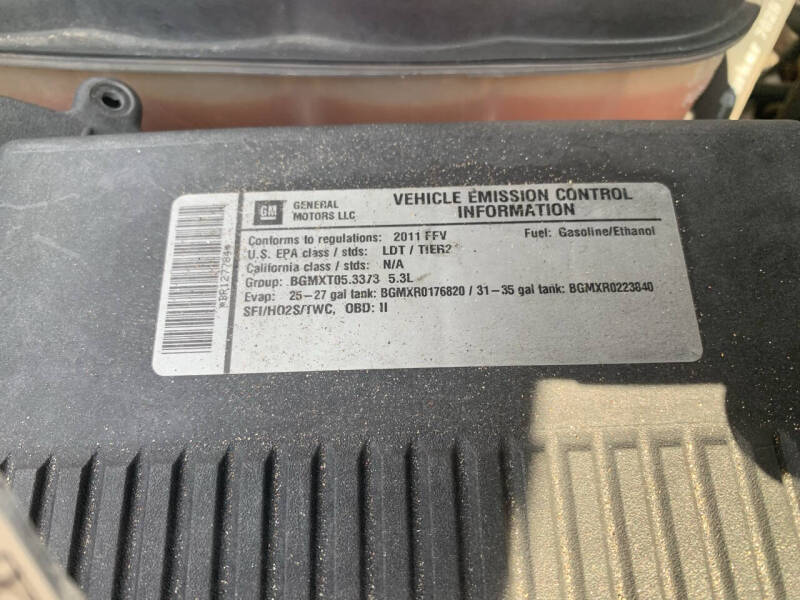 GM
GENERAL
MOTORS LLC
VEHICLE EMISSION CONTROL
INFORMATION
Conforms to regulations: 2011 FFV
Fuel: Gasoline/Ethanol
U.S. EPA class / stds: LDT / TIER2
California class / stds: N/A
Group: BGMXT05.3373 5.3L
Evap: 25-27 gal tank: BGMXR0176820 / 31-35 gal tank: BGMXR0223840
SFI/HO2S/TWC, OBD: II